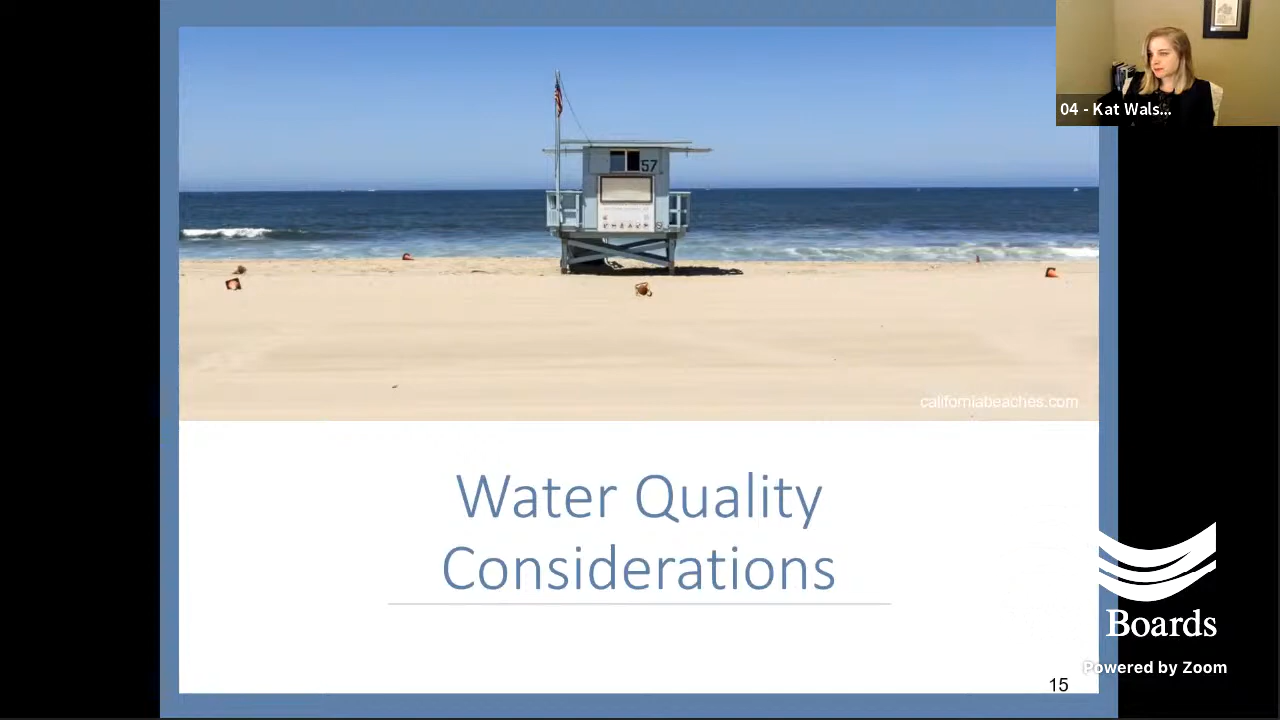 04 - Kat Wals...
57
californiabeaches.com
Water Quality
Considerations
Boards
Powered by Zoom
15